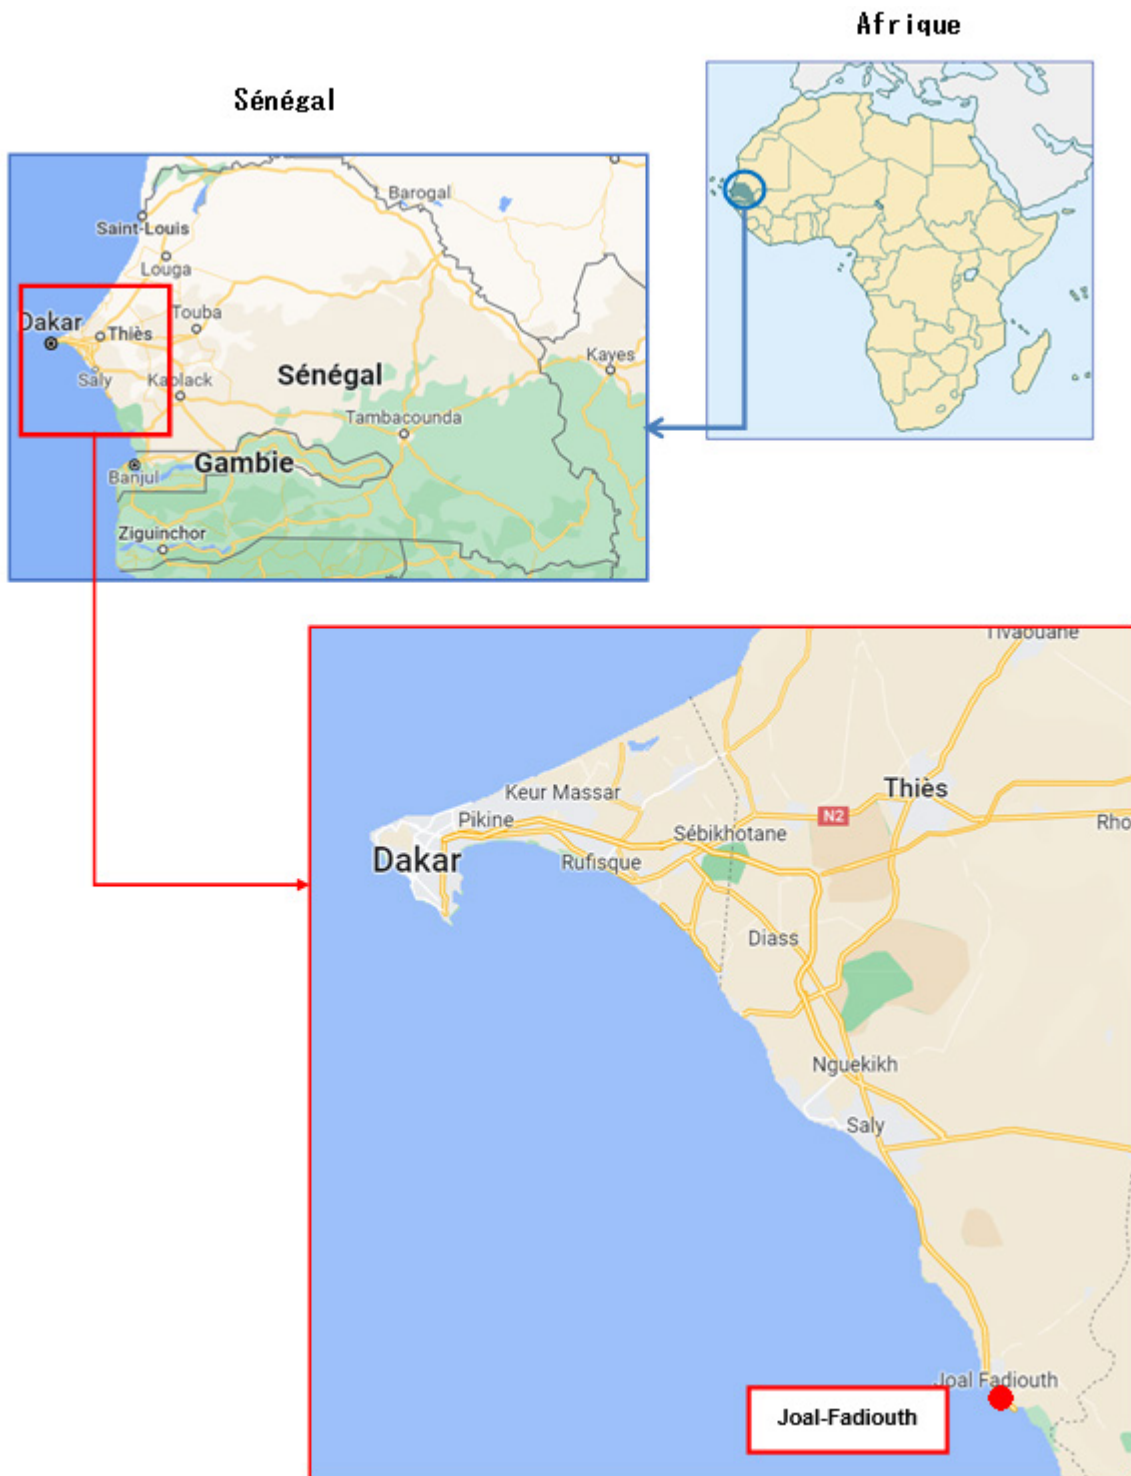 Afrique
Sénégal
Barogal
Saint-Louis
Louga
Touba
Dakar
Thiès
Kayes
Saly
Kaolack
Sénégal
Tambacounda
Gambie
Banjul
Ziguinchor
Tivaouane
Keur Massar
Thiès
Pikine
N2
Sébikhotane
Rho
Dakar
Rufisque
Diass
Nguekikh
Saly
Joal Fadiouth
Joal-Fadiouth